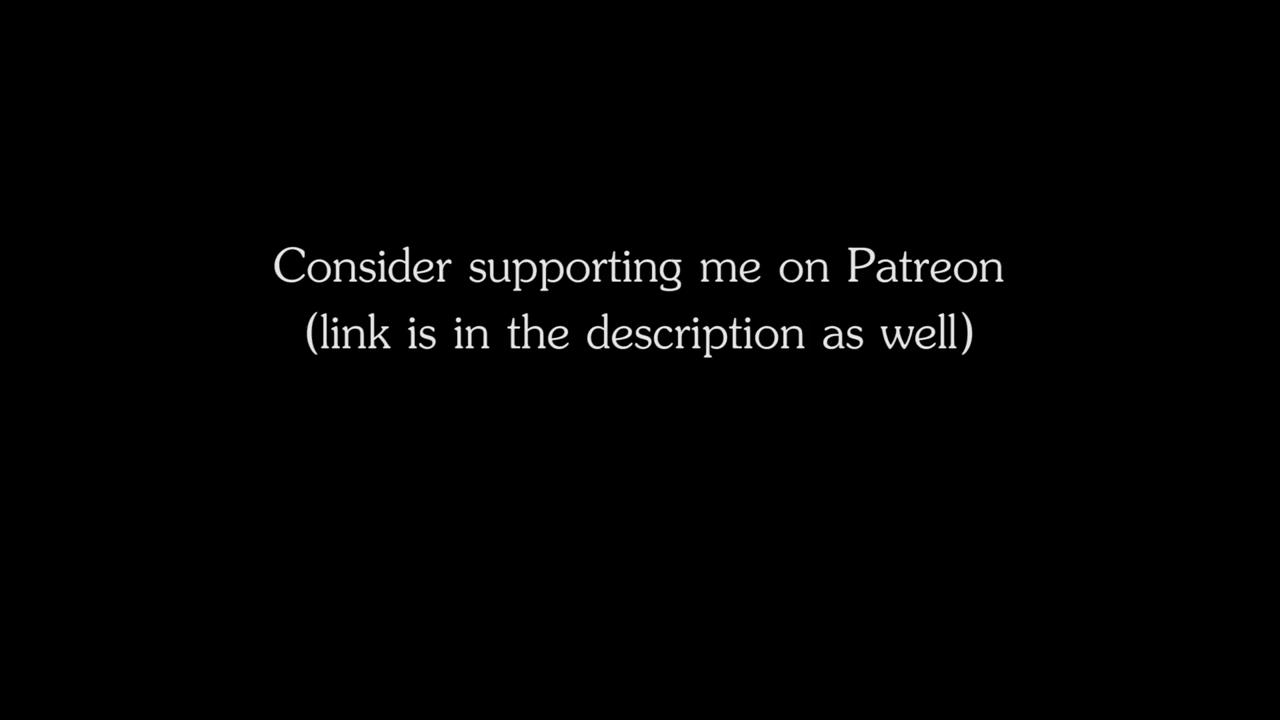 Consider supporting me on Patreon
(link is in the description as well)